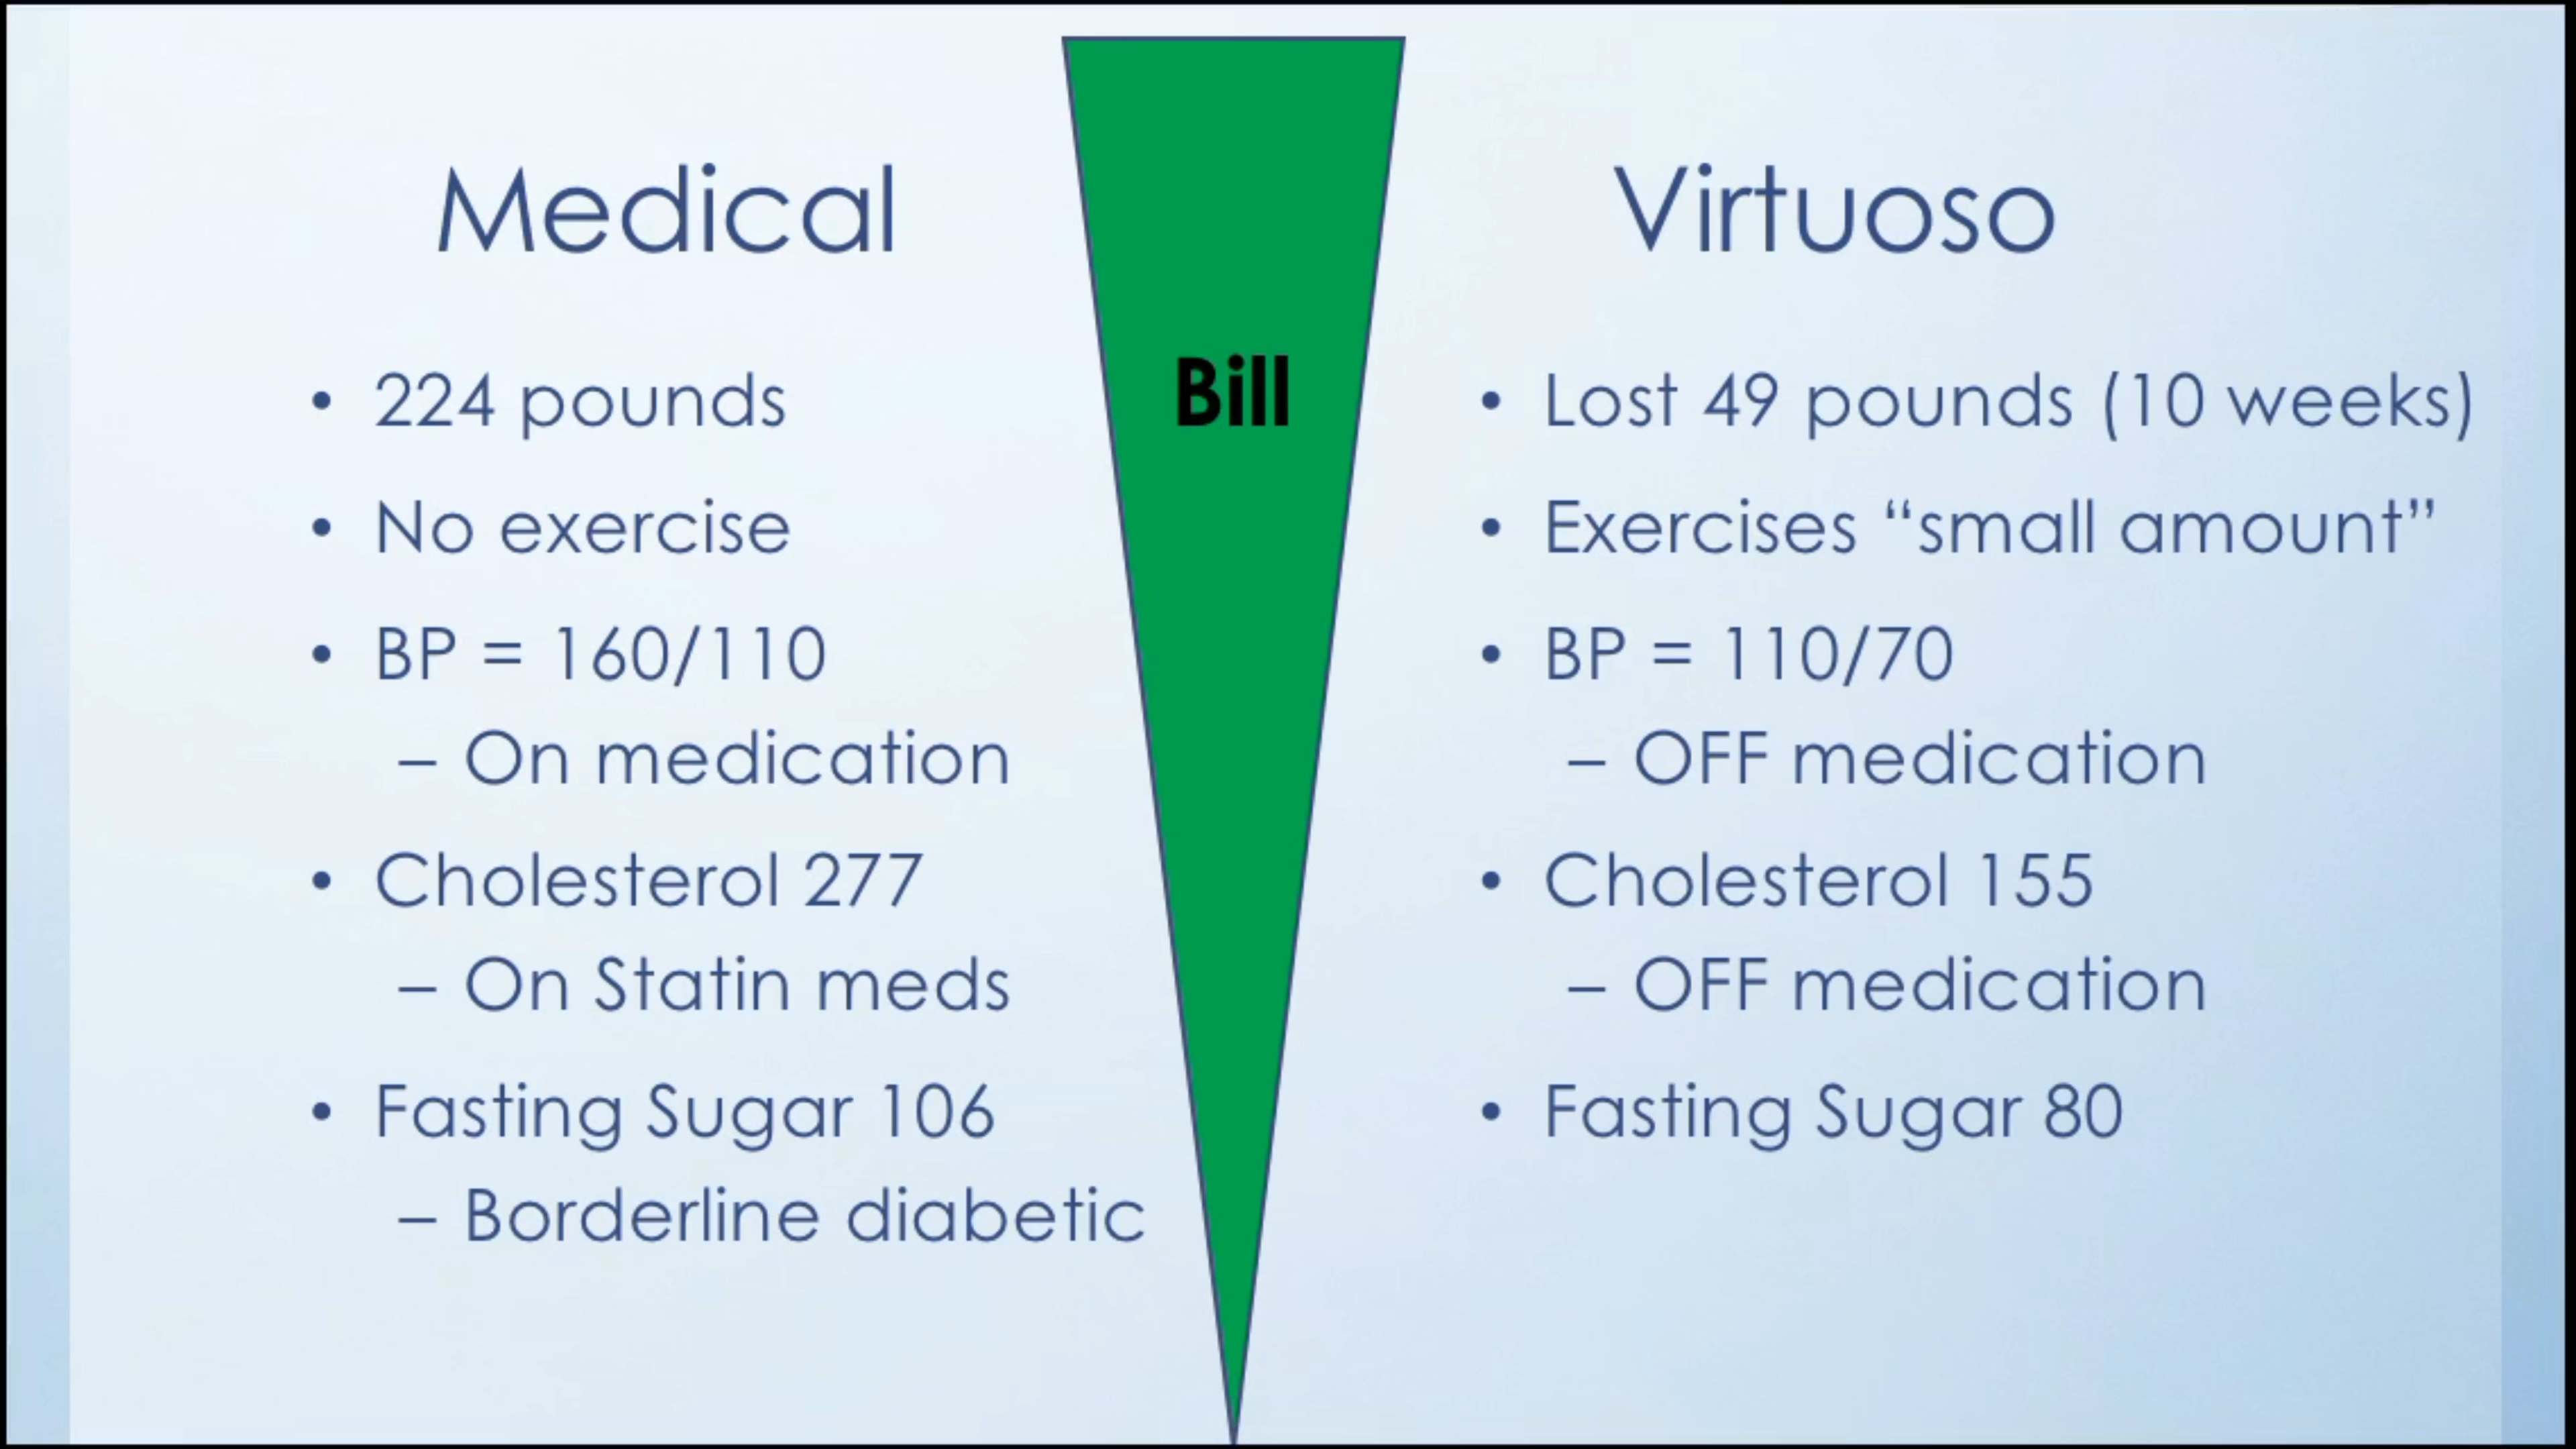 Medical
• 224 pounds
• No exercise
• BP = 160/110
– On medication
• Cholesterol 277
– On Statin meds
• Fasting Sugar 106
– Borderline diabetic
Bill
Virtuoso
• Lost 49 pounds (10 weeks)
• Exercises “small amount”
• BP = 110/70
– OFF medication
• Cholesterol 155
– OFF medication
• Fasting Sugar 80